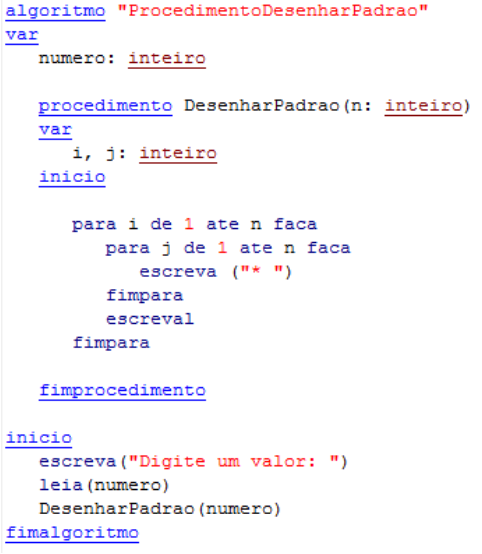 algoritmo "ProcedimentoDesenharPadrao"
var
numero: inteiro
procedimento DesenharPadrao(n: inteiro)
var
i, j: inteiro
inicio
para i de 1 ate n faca
para j de 1 ate n faca
escreva ("* ")
fimpara
escreval
fimpara
fimprocedimento
inicio
escreva("Digite um valor: ")
leia(numero)
DesenharPadrao(numero)
fimalgoritmo